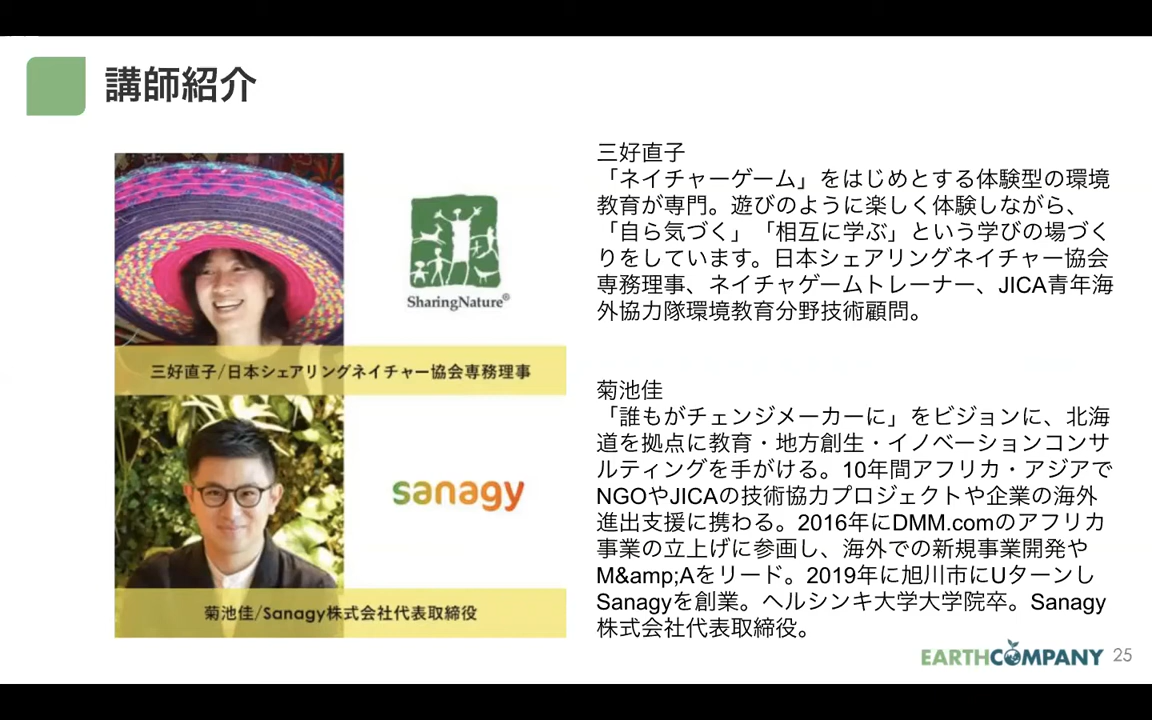 講師紹介
SharingNature®
三好直子/日本シェアリングネイチャー協会専務理事
sanagy
菊池佳/Sanagy株式会社代表取締役
三好直子
「ネイチャーゲーム」をはじめとする体験型の環境
教育が専門。遊びのように楽しく体験しながら、
「自ら気づく」「相互に学ぶ」という学びの場づく
りをしています。日本シェアリングネイチャー協会
専務理事、ネイチャゲームトレーナー、JICA青年海
外協力隊環境教育分野技術顧問。
菊池佳
「誰もがチェンジメーカーに」をビジョンに、北海
道を拠点に教育・地方創生・イノベーションコンサ
ルティングを手がける。10年間アフリカ・アジアで
NGOやJICAの技術協力プロジェクトや企業の海外
進出支援に携わる。2016年にDMM.comのアフリカ
事業の立上げに参画し、海外での新規事業開発や
M&amp;Aをリード。2019年に旭川市にUターンし
Sanagyを創業。ヘルシンキ大学大学院卒。Sanagy
株式会社代表取締役。
EARTHCOMPANY
25